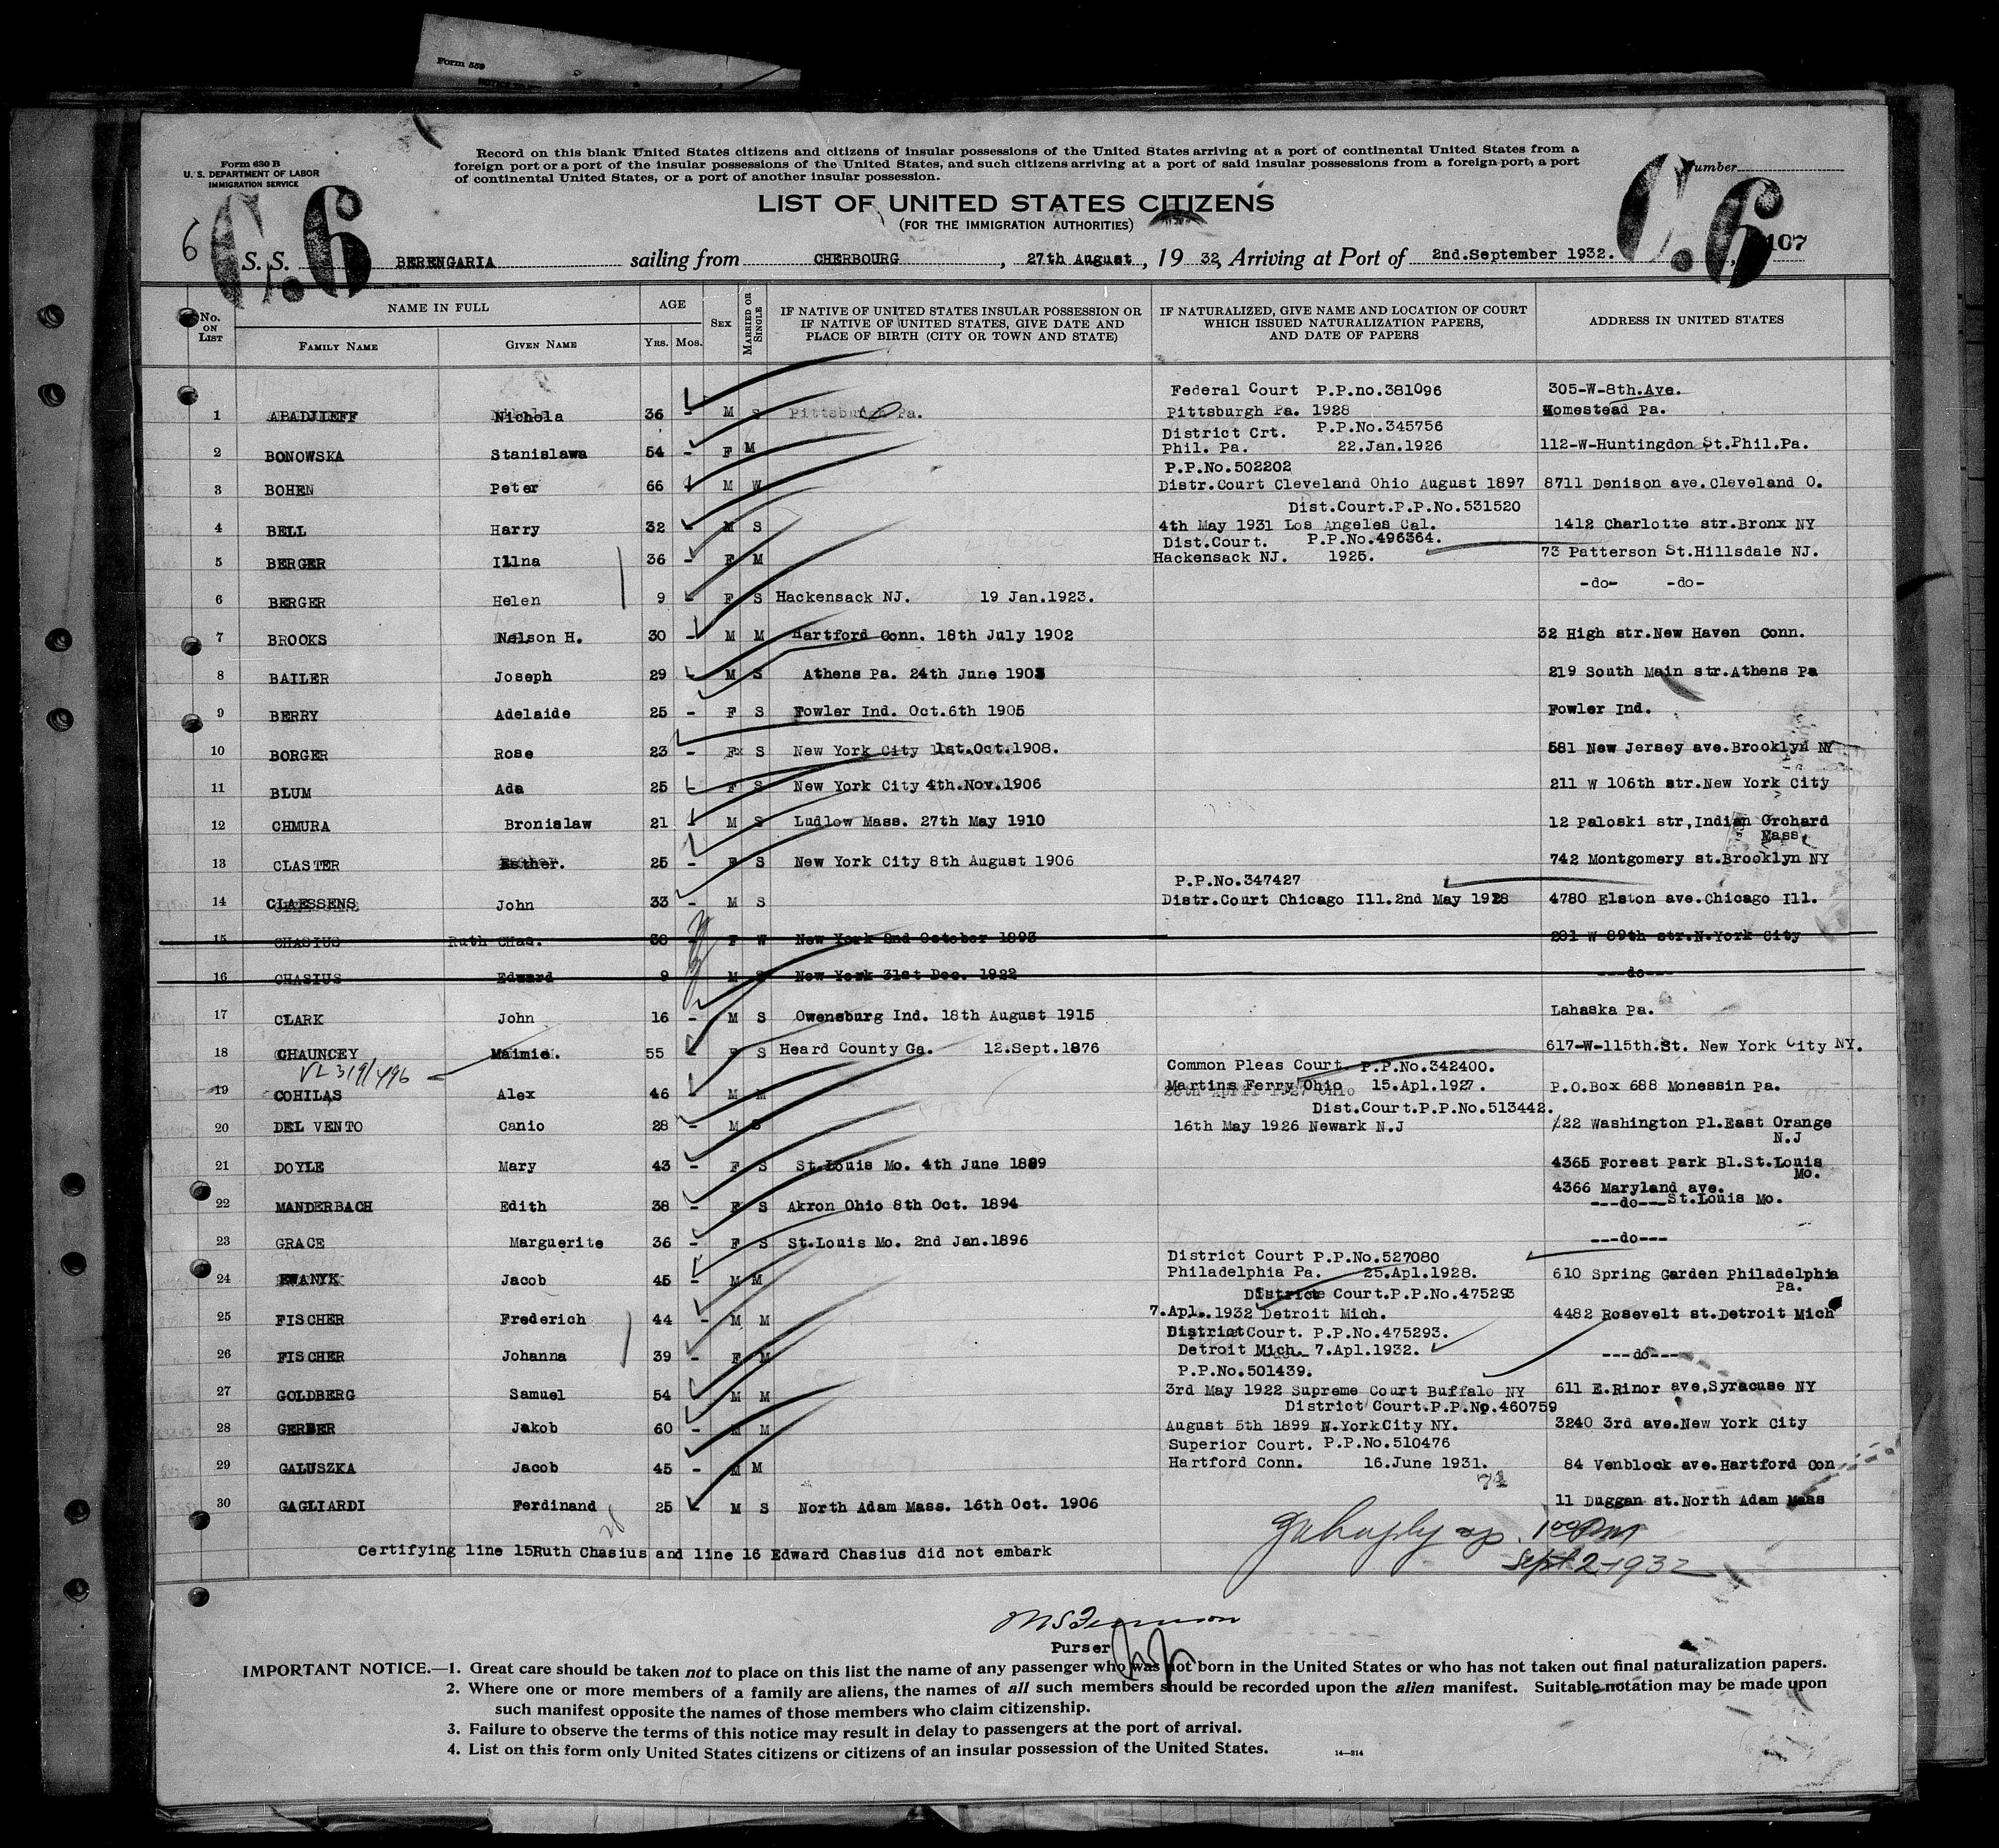 Form 559
Form 630 B
U. S. DEPARTMENT OF LABOR
IMMIGRATION SERVICE
Record on this blank United States citizens and citizens of insular possessions of the United States arriving at a port of continental United States from a
foreign port or a port of the insular possessions of the United States, and such citizens arriving at a port of said insular possessions from a foreign port, a port
of continental United States, or a port of another insular possession.
Number
C.6
C.6
6
LIST OF UNITED STATES CITIZENS
(FOR THE IMMIGRATION AUTHORITIES)
107
S. S. BERENGARIA sailing from CHERBOURG, 27th August, 19 32, Arriving at Port of 2nd.September 1932.
No. ON LIST
NAME IN FULL
FAMILY NAME
GIVEN NAME
AGE
YRS. MOS.
SEX
MARRIED OR SINGLE
IF NATIVE OF UNITED STATES INSULAR POSSESSION OR
IF NATIVE OF UNITED STATES, GIVE DATE AND
PLACE OF BIRTH (CITY OR TOWN AND STATE)
IF NATURALIZED, GIVE NAME AND LOCATION OF COURT
WHICH ISSUED NATURALIZATION PAPERS,
AND DATE OF PAPERS
ADDRESS IN UNITED STATES
Federal Court P.P.no.381096 305-W-8th.Ave.
1 ABADJIEFF Nichola 36 - M S Pittsburgh Pa. Pittsburgh Pa. 1928 Homestead Pa.
District Crt. P.P.No.345756
2 BONOWSKA Stanislawa 54 - F M Phil. Pa. 22.Jan.1926 112-W-Huntingdon St.Phil.Pa.
P.P.No.502202
3 BOHEN Peter 66 - M W Distr.Court Cleveland Ohio August 1897 8711 Denison ave.Cleveland O.
Dist.Court.P.P.No.531520
4 BELL Harry 32 - M S 4th May 1931 Los Angeles Cal. 1412 Charlotte str.Bronx NY
Dist.Court. P.P.No.496364.
5 BERGER Illna 36 - F M Hackensack NJ. 1925. 73 Patterson St.Hillsdale NJ.
6 BERGER Helen 9 - F S Hackensack NJ. 19 Jan.1923. -do- -do-
7 BROOKS Nelson H. 30 - M M Hartford Conn. 18th July 1902 32 High str.New Haven Conn.
8 BAILER Joseph 29 - M S Athens Pa. 24th June 1903 219 South Main str.Athens Pa
9 BERRY Adelaide 25 - F S Fowler Ind. Oct.6th 1905 Fowler Ind.
10 BORGER Rose 23 - Fx S New York City 1st.Oct.1908. 581 New Jersey ave.Brooklyn NY
11 BLUM Ada 25 - F S New York City 4th.Nov.1906 211 W 106th str.New York City
12 CHMURA Bronislaw 21 - M S Ludlow Mass. 27th May 1910 12 Paloski str,Indian Orchard
Mass.
13 CLASTER Esther. 25 - F S New York City 8th August 1906 742 Montgomery st.Brooklyn NY
P.P.No.347427
14 CLAESSENS John 33 - M S Distr.Court Chicago Ill.2nd May 1928 4780 Elston ave.Chicago Ill.
15 CHASIUS Ruth Chas. 38 - F W New York 2nd October 1893 281 W 89th str.N.York City
16 CHASIUS Edward 9 - M S New York 31st Dec. 1922 ---do---
17 CLARK John 16 - M S Owensburg Ind. 18th August 1915 Lahaska Pa.
18 CHAUNCEY Maimie. 55 - F S Heard County Ga. 12.Sept.1876 617-W-115th.St. New York City NY.
VL 319/496
Common Pleas Court. P.P.No.342400.
19 COHILAS Alex 46 - M M Martins Ferry Ohio 15.Apl.1927. P.O.Box 688 Monessin Pa.
28th April 1927 Ohio
Dist.Court.P.P.No.513442.
20 DEL VENTO Canio 28 - M S 16th May 1926 Newark N.J 122 Washington Pl.East Orange
N.J
21 DOYLE Mary 43 - F S St.Louis Mo. 4th June 1889 4365 Forest Park Bl.St.Louis
Mo.
4366 Maryland ave.
22 MANDERBACH Edith 38 - F S Akron Ohio 8th Oct. 1894 ---do---St.Louis Mo.
23 GRACE Marguerite 36 - F S St.Louis Mo. 2nd Jan.1896 ---do---
District Court P.P.No.527080
24 EWANYK Jacob 45 - M M Philadelphia Pa. 25.Apl.1928. 610 Spring Garden Philadelphia
Pa.
District Court.P.P.No.475293
25 FISCHER Frederich 44 - M M 7.Apl.1932 Detroit Mich. 4482 Rosevelt st.Detroit Mich
District Court. P.P.No.475293.
26 FISCHER Johanna 39 - F M Detroit Mich. 7.Apl.1932. ---do---
P.P.No.501439.
27 GOLDBERG Samuel 54 - M M 3rd May 1922 Supreme Court Buffalo NY 611 E.Rinor ave,Syracuse NY
District Court.P.P.No.460759
28 GERBER Jakob 60 - M M August 5th 1899 N.YorkCity NY. 3240 3rd ave.New York City
Superior Court. P.P.No.510476
29 GALUSZKA Jacob 45 - M M Hartford Conn. 16.June 1931. 84 Venblock ave.Hartford Con
71
30 GAGLIARDI Ferdinand 25 - M S North Adam Mass. 16th Oct. 1906 11 Duggan st.North Adam Mass
28
1 00 PM
Certifying line 15Ruth Chasius and line 16 Edward Chasius did not embark
Sept 2-1932
Purser
IMPORTANT NOTICE.—1. Great care should be taken not to place on this list the name of any passenger who was not born in the United States or who has not taken out final naturalization papers.
2. Where one or more members of a family are aliens, the names of all such members should be recorded upon the alien manifest. Suitable notation may be made upon
such manifest opposite the names of those members who claim citizenship.
3. Failure to observe the terms of this notice may result in delay to passengers at the port of arrival.
4. List on this form only United States citizens or citizens of an insular possession of the United States.
14—314